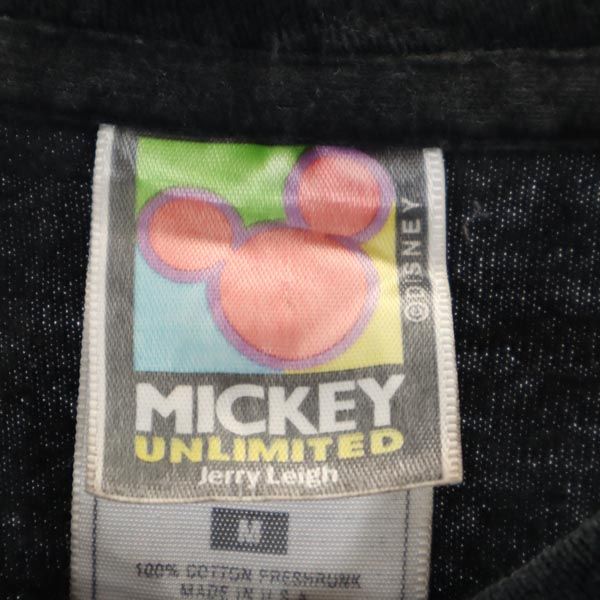 ©DISNEY
MICKEY
UNLIMITED
Jerry Leigh
M
100% COTTON PRESHRUNK
MADE IN U.S.A.